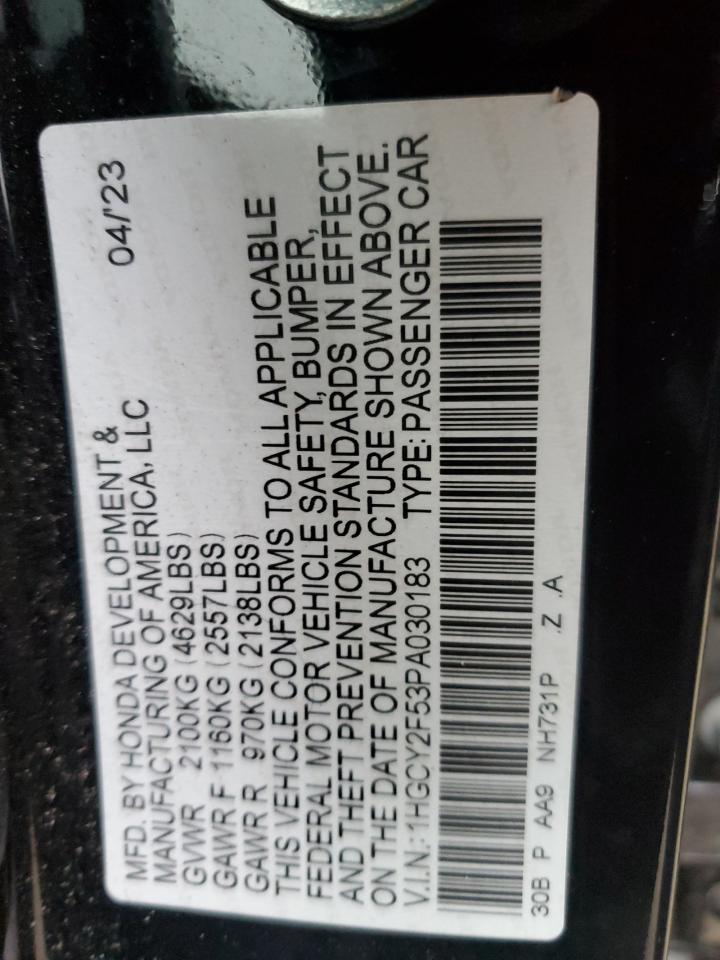 MFD. BY HONDA DEVELOPMENT & 04/'23
MANUFACTURING OF AMERICA, LLC
GVWR 2100KG (4629LBS)
GAWR F 1160KG (2557LBS)
GAWR R 970KG (2138LBS)
THIS VEHICLE CONFORMS TO ALL APPLICABLE
FEDERAL MOTOR VEHICLE SAFETY, BUMPER,
AND THEFT PREVENTION STANDARDS IN EFFECT
ON THE DATE OF MANUFACTURE SHOWN ABOVE.
V.I.N.: 1HGCY2F53PA030183 TYPE: PASSENGER CAR
30B P AA9 NH731P .Z .A